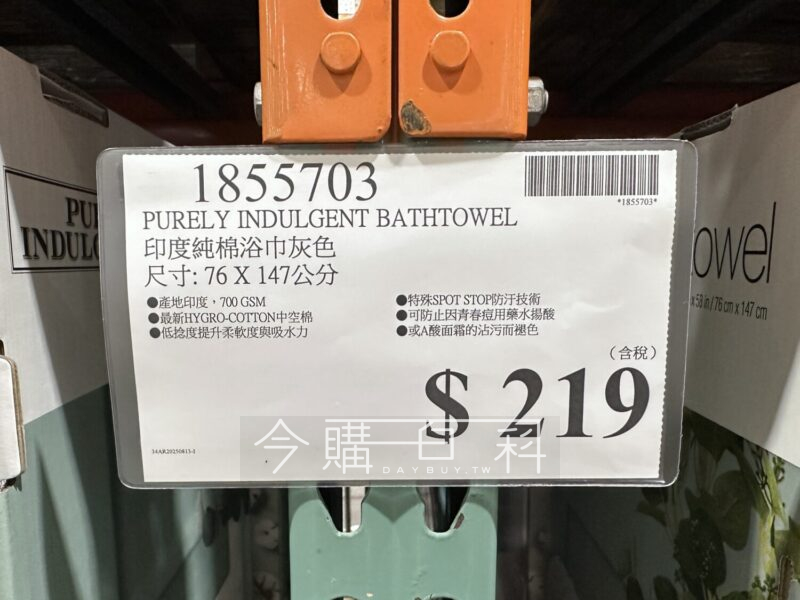 1855703
*1855703*
PURELY INDULGENT BATHTOWEL
印度純棉浴巾灰色
尺寸: 76 X 147公分
●產地印度，700 GSM
●最新HYGRO-COTTON中空棉
●低捻度提升柔軟度與吸水力
●特殊SPOT STOP防汙技術
●可防止因青春痘用藥水揚酸
●或A酸面霜的沾污而褪色
（含稅）
$ 219
34AR20250813-1
今購百科
DAYBUY.TW
PU
INDUL
owel
x 58 in / 76 cm x 147 cm